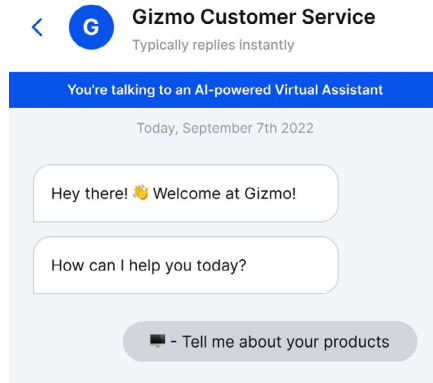 G
Gizmo Customer Service
Typically replies instantly
You're talking to an AI-powered Virtual Assistant
Today, September 7th 2022
Hey there! 👋 Welcome at Gizmo!
How can I help you today?
🖥️ - Tell me about your products